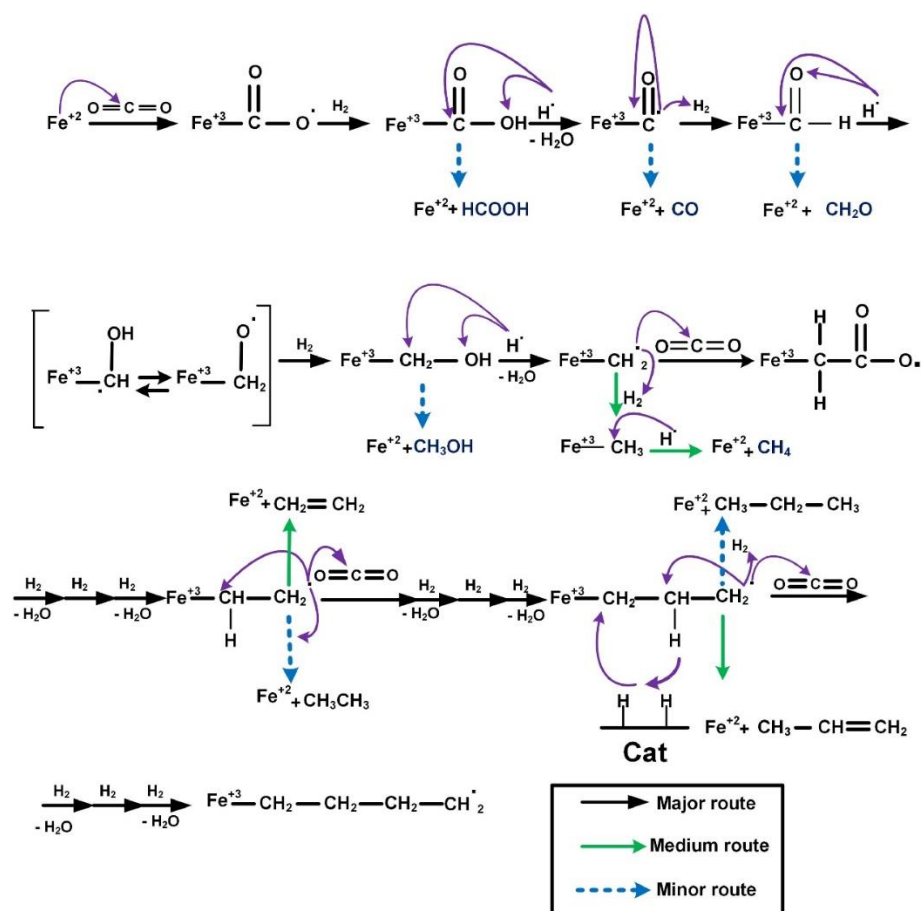 O
O
O
O
O
Fe+2 O=C=O Fe+3 C O· H2 Fe+3 C OH H· Fe+3 C· H2 Fe+3 C H H·
- H2O
Fe+2+ HCOOH Fe+2+ CO Fe+2 + CH2O
OH O· H O
Fe+3 ·CH Fe+3 CH2 H2 Fe+3 CH2 OH H· Fe+3 CH·2 O=C=O Fe+3 C C O·
- H2O H2 H
Fe+2+CH3OH Fe+3 CH3 H· Fe+2+ CH4
Fe+2+CH2=CH2 Fe+2+ CH3—CH2—CH3
H2 H2 H2 Fe+3 CH CH2· O=C=O H2 H2 H2 Fe+3 CH2 CH CH2· H2 O=C=O
- H2O - H2O H - H2O - H2O H
Fe+2+CH3CH3 H H Fe+2+ CH3—CH=CH2
Cat
H2 H2 H2 Fe+3—CH2—CH2—CH2—CH·2
- H2O - H2O
Major route
Medium route
Minor route